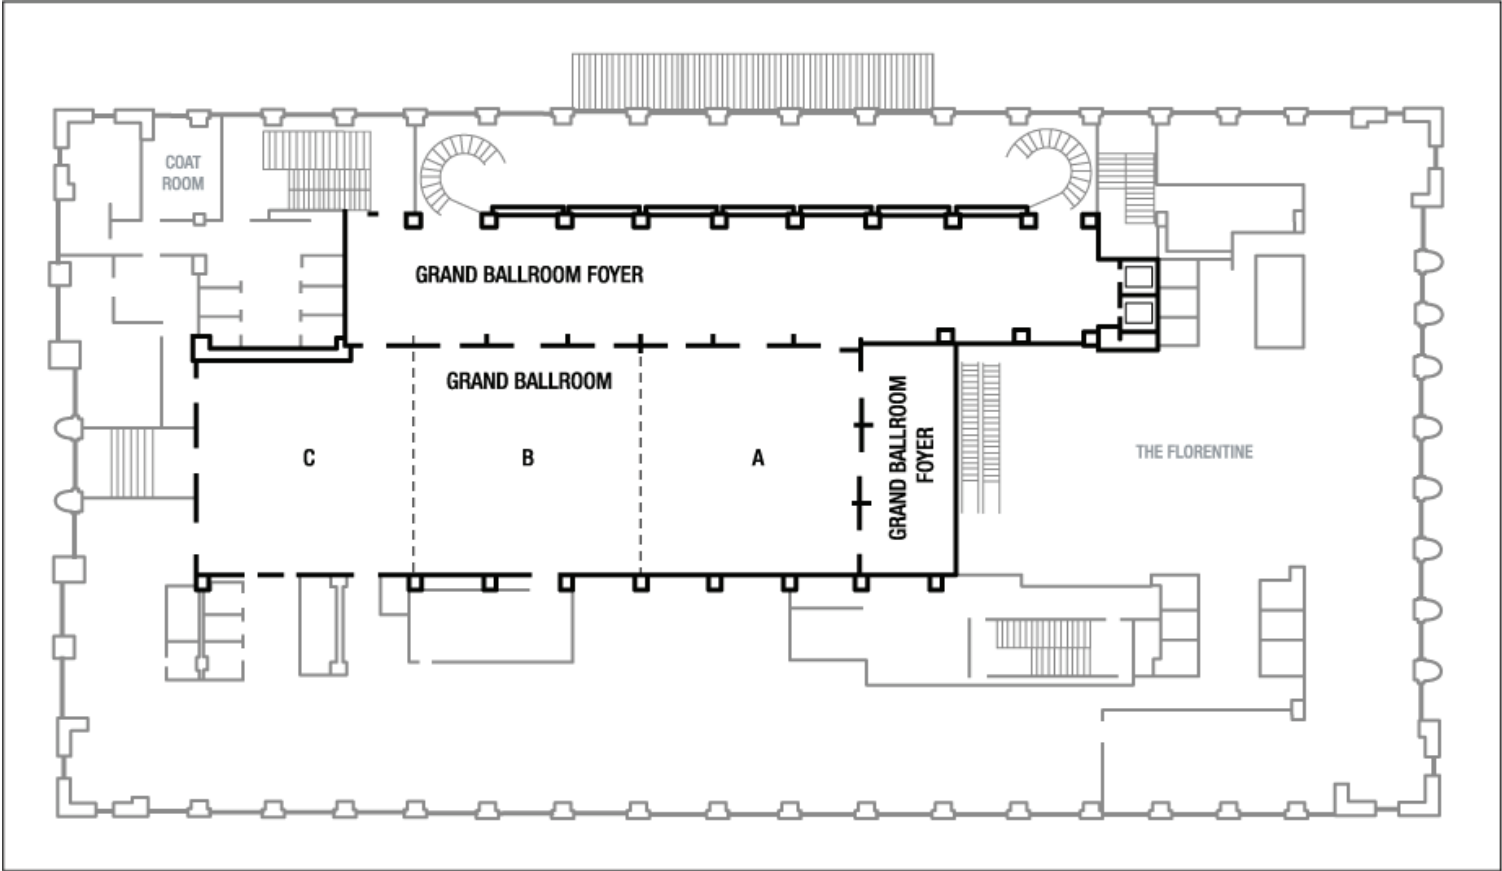 COAT
ROOM
GRAND BALLROOM FOYER
GRAND BALLROOM
C
B
A
GRAND BALLROOM
FOYER
THE FLORENTINE